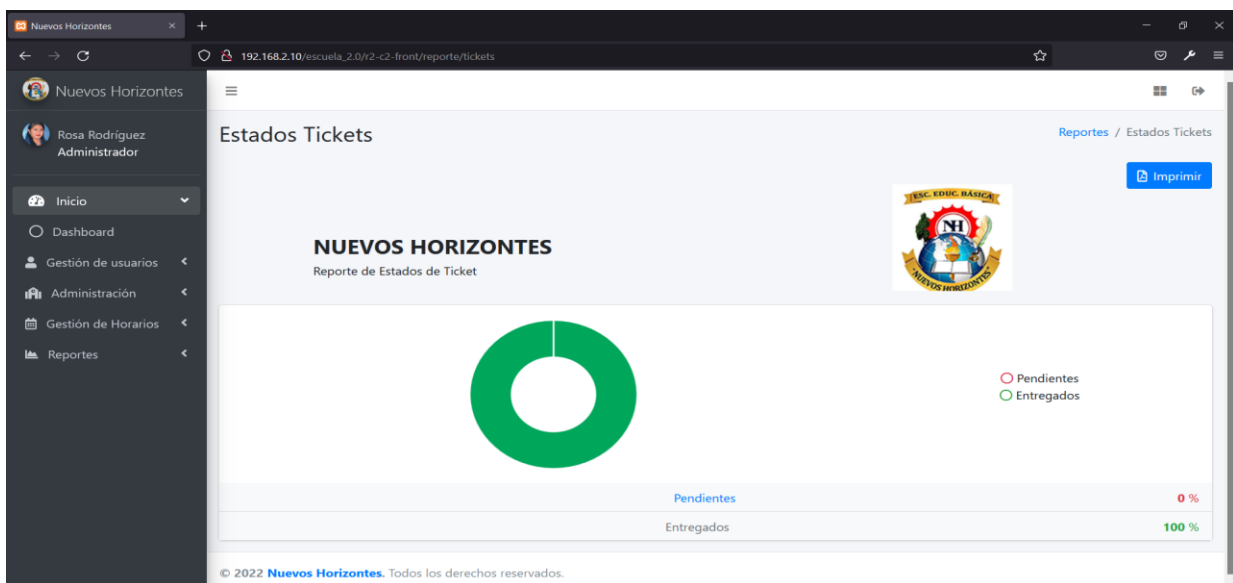 Nuevos Horizontes
192.168.2.10/escuela_2.0/r2-c2-front/reporte/tickets
Nuevos Horizontes
Rosa Rodríguez
Administrador
Inicio
Dashboard
Gestión de usuarios
Administración
Gestión de Horarios
Reportes
Estados Tickets
Reportes / Estados Tickets
Imprimir
NUEVOS HORIZONTES
Reporte de Estados de Ticket
ESC. EDUC. BÁSICA
NH
"NUEVOS HORIZONTES"
Pendientes
Entregados
Pendientes 0 %
Entregados 100 %
© 2022 Nuevos Horizontes. Todos los derechos reservados.